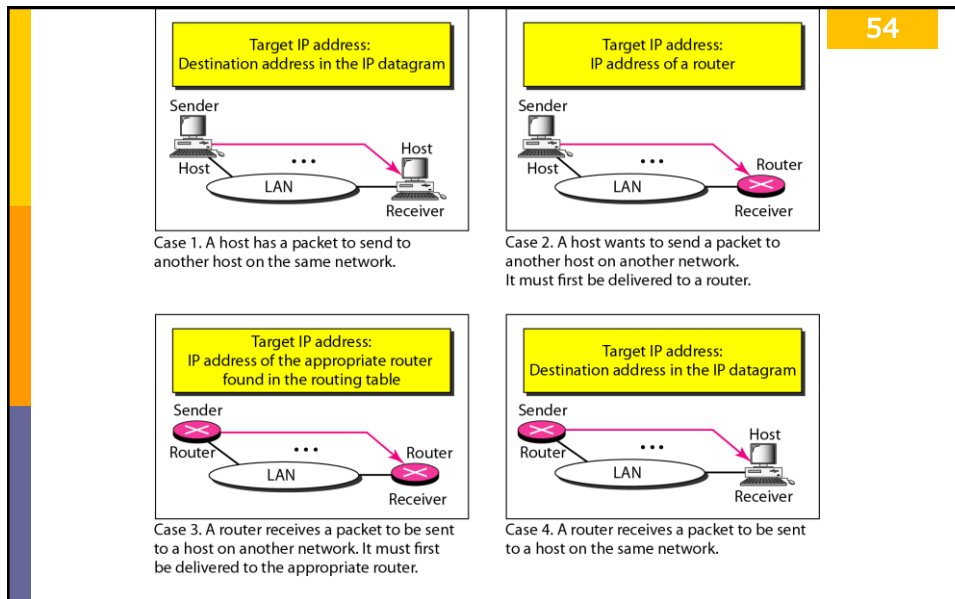 54
Target IP address:
Destination address in the IP datagram
Sender
Host
LAN
Host
Receiver
Case 1. A host has a packet to send to
another host on the same network.
Target IP address:
IP address of a router
Sender
Host
LAN
Router
Receiver
Case 2. A host wants to send a packet to
another host on another network.
It must first be delivered to a router.
Target IP address:
IP address of the appropriate router
found in the routing table
Sender
Router
LAN
Router
Receiver
Case 3. A router receives a packet to be sent
to a host on another network. It must first
be delivered to the appropriate router.
Target IP address:
Destination address in the IP datagram
Sender
Router
LAN
Host
Receiver
Case 4. A router receives a packet to be sent
to a host on the same network.